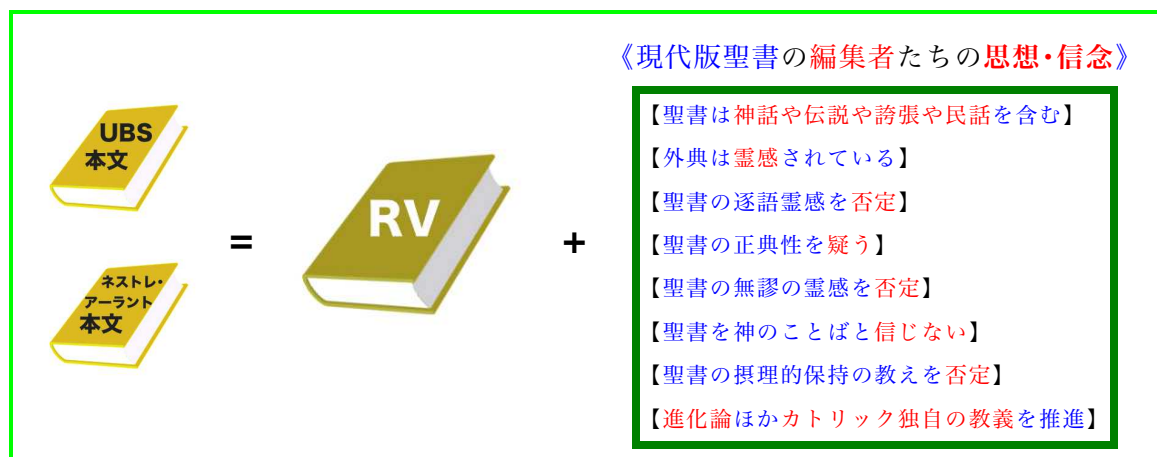 《現代版聖書の編集者たちの思想・信念》
UBS
本文
ネストレ・
アーラント
本文
=
RV
+
【聖書は神話や伝説や誇張や民話を含む】
【外典は霊感されている】
【聖書の逐語霊感を否定】
【聖書の正典性を疑う】
【聖書の無謬の霊感を否定】
【聖書を神のことばと信じない】
【聖書の摂理的保持の教えを否定】
【進化論ほかカトリック独自の教義を推進】